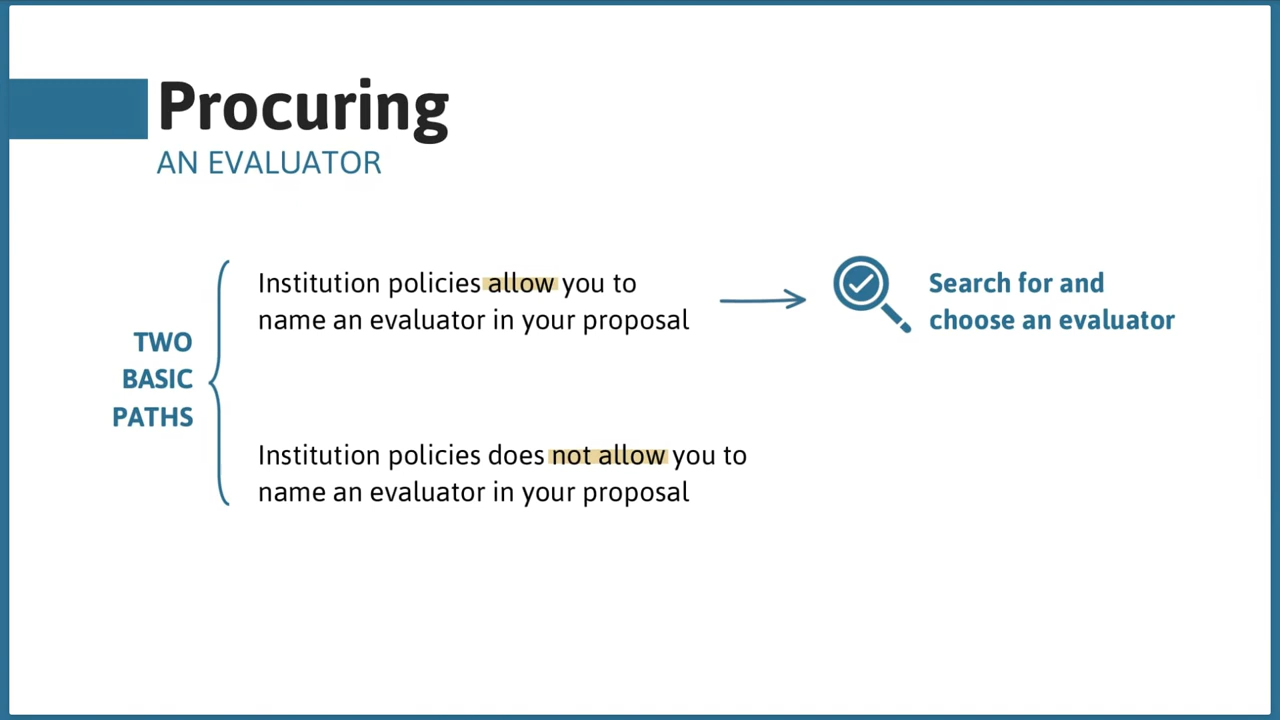 Procuring
AN EVALUATOR
TWO
BASIC
PATHS
Institution policies allow you to
name an evaluator in your proposal
Search for and
choose an evaluator
Institution policies does not allow you to
name an evaluator in your proposal